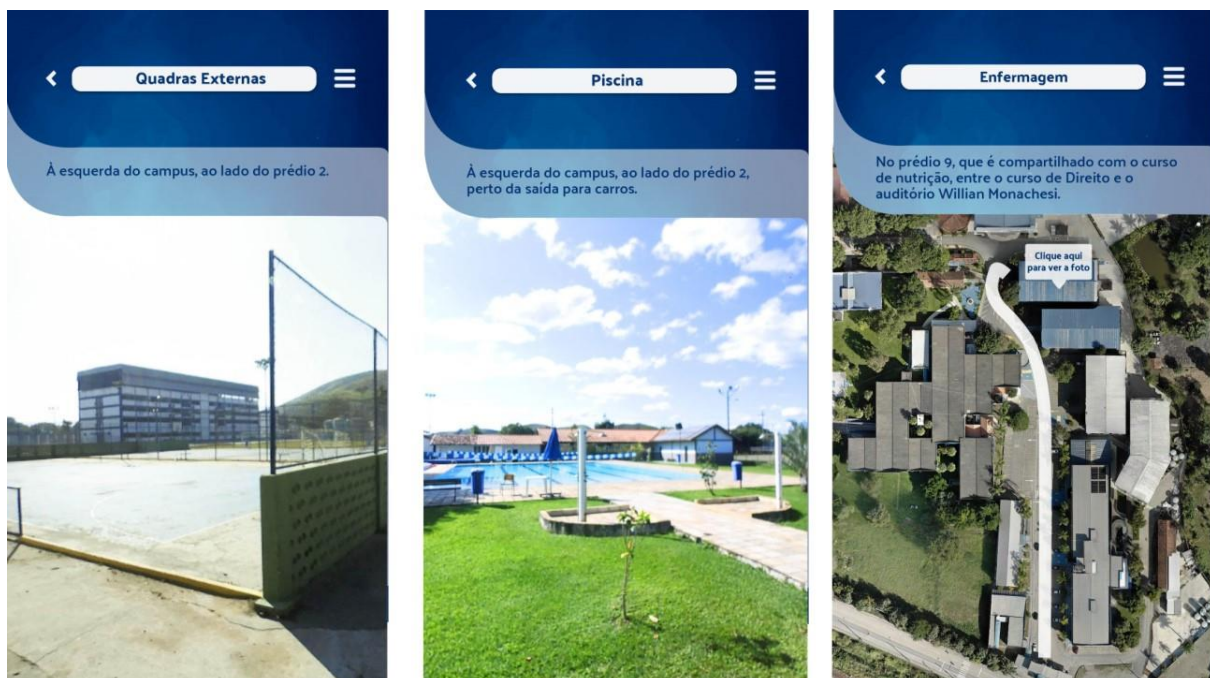 Quadras Externas
À esquerda do campus, ao lado do prédio 2.
Piscina
À esquerda do campus, ao lado do prédio 2,
perto da saída para carros.
Enfermagem
No prédio 9, que é compartilhado com o curso
de nutrição, entre o curso de Direito e o
auditório Willian Monachesi.
Clique aqui
para ver a foto